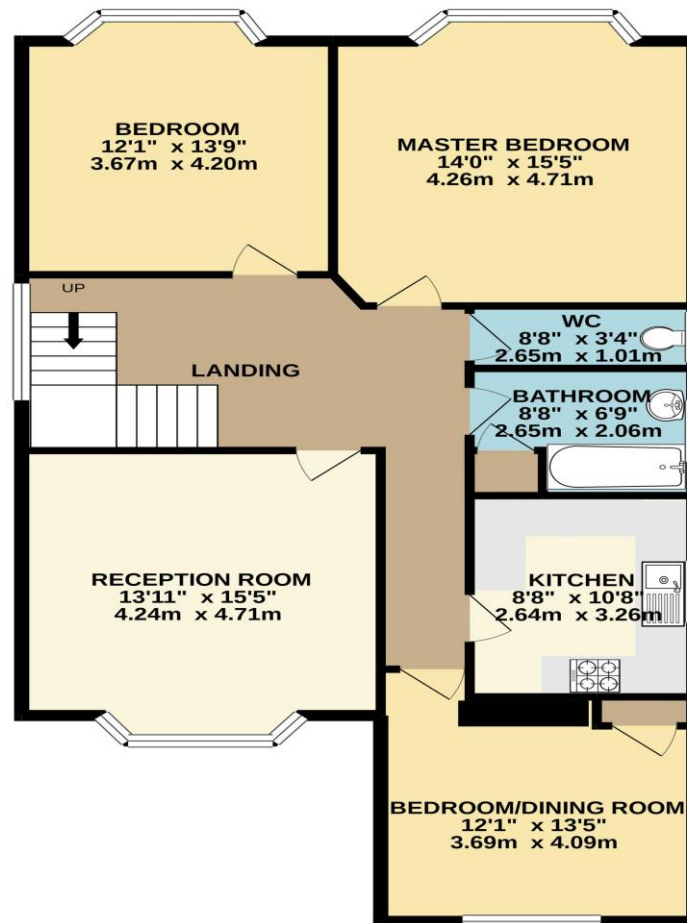 BEDROOM
12'1" x 13'9"
3.67m x 4.20m
MASTER BEDROOM
14'0" x 15'5"
4.26m x 4.71m
UP
LANDING
WC
8'8" x 3'4"
2.65m x 1.01m
BATHROOM
8'8" x 6'9"
2.65m x 2.06m
RECEPTION ROOM
13'11" x 15'5"
4.24m x 4.71m
KITCHEN
8'8" x 10'8"
2.64m x 3.26m
BEDROOM/DINING ROOM
12'1" x 13'5"
3.69m x 4.09m